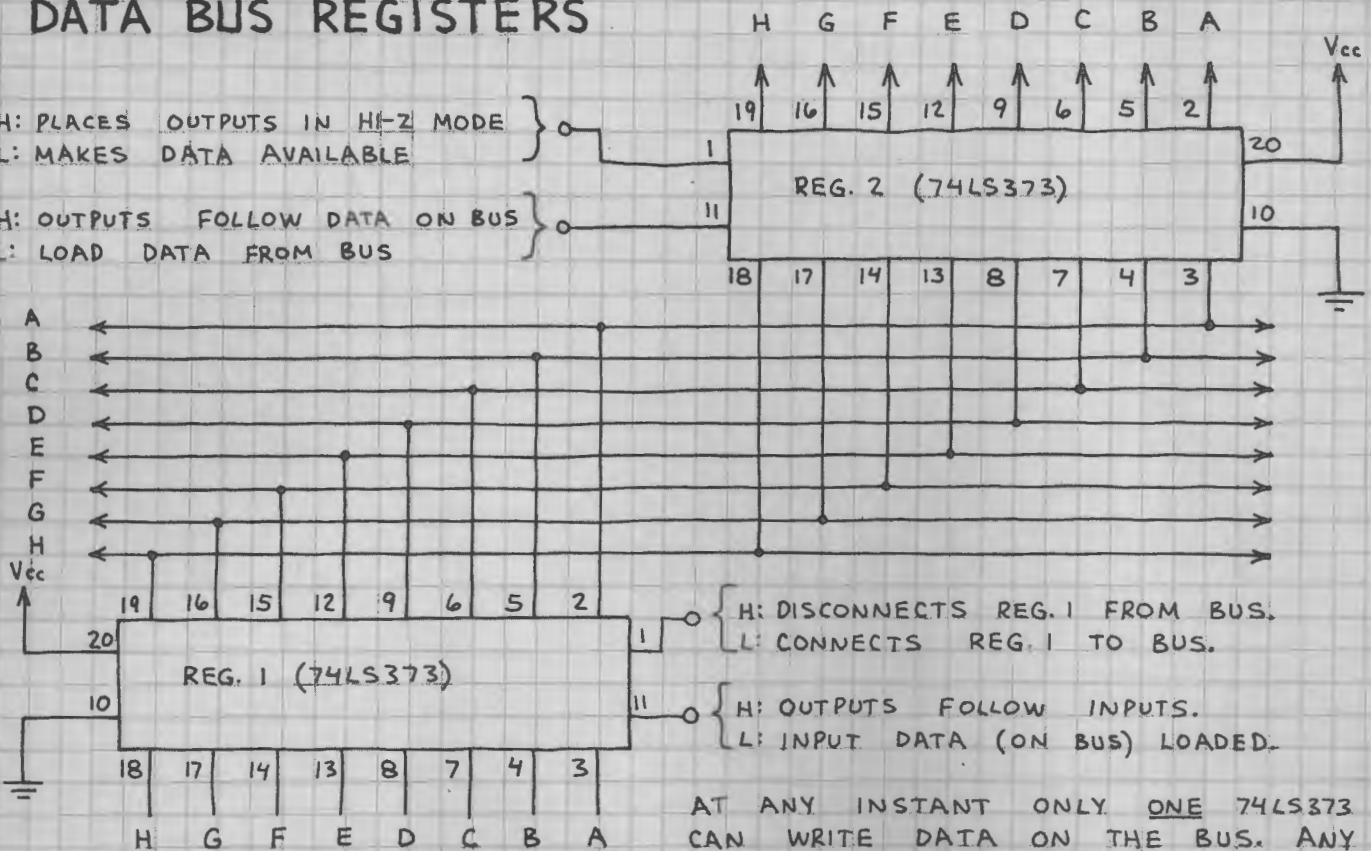 DATA BUS REGISTERS
H G F E D C B A
Vcc
H: PLACES OUTPUTS IN HI-Z MODE
L: MAKES DATA AVAILABLE
H: OUTPUTS FOLLOW DATA ON BUS
L: LOAD DATA FROM BUS
19 16 15 12 9 6 5 2
1 20
REG. 2 (74LS373)
11 10
18 17 14 13 8 7 4 3
A
B
C
D
E
F
G
H
Vcc
19 16 15 12 9 6 5 2
20 1
REG. 1 (74LS373)
10 11
18 17 14 13 8 7 4 3
H G F E D C B A
H: DISCONNECTS REG. 1 FROM BUS.
L: CONNECTS REG. 1 TO BUS.
H: OUTPUTS FOLLOW INPUTS.
L: INPUT DATA (ON BUS) LOADED.
AT ANY INSTANT ONLY ONE 74LS373
CAN WRITE DATA ON THE BUS. ANY